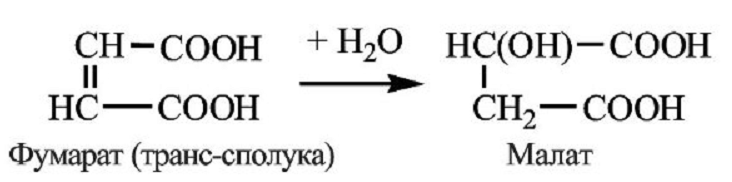 CH—COOH + H₂O HC(OH)—COOH
HC—COOH CH₂—COOH
Фумарат (транс-сполука) Малат